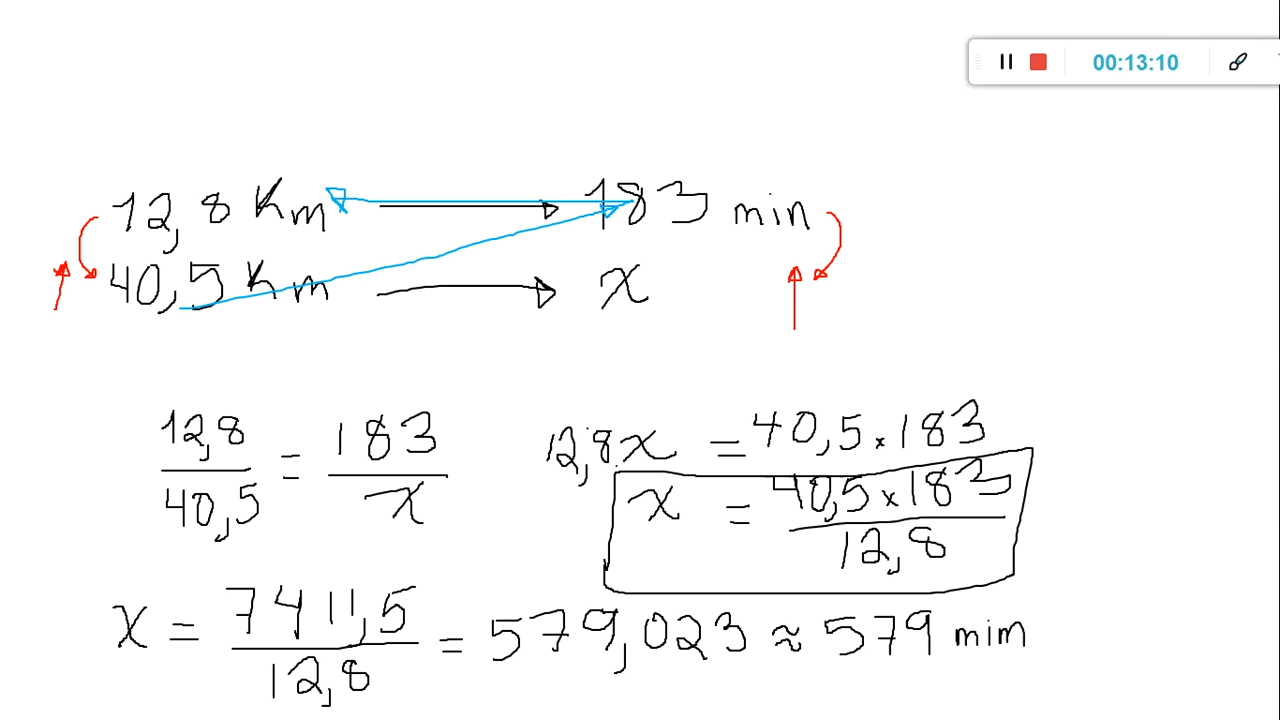 00:13:10
12,8 Km → 183 min
40,5 Km → x
12,8/40,5 = 183/x
12,8x = 40,5 × 183
x = 40,5 × 183/12,8
x = 7411,5/12,8 = 579,023 ≈ 579 mim